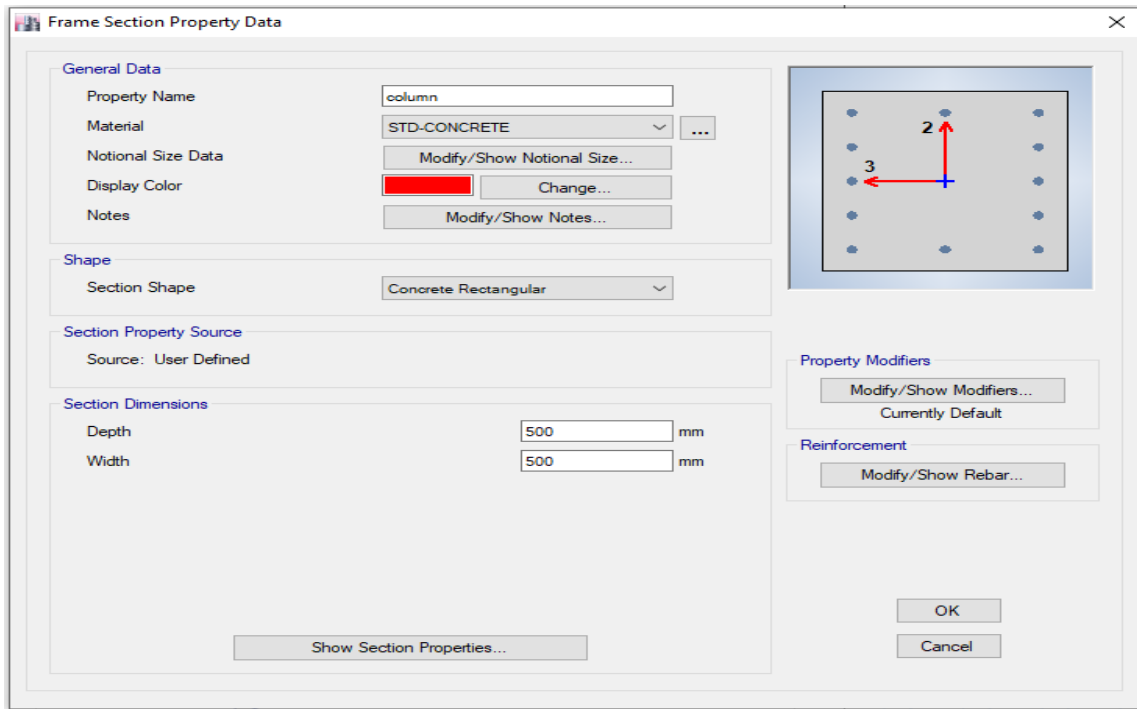 Frame Section Property Data
General Data
Property Name column
Material STD-CONCRETE ...
Notional Size Data Modify/Show Notional Size...
Display Color Change...
Notes Modify/Show Notes...
Shape
Section Shape Concrete Rectangular
Section Property Source
Source: User Defined
Section Dimensions
Depth 500 mm
Width 500 mm
Show Section Properties...
2
3
Property Modifiers
Modify/Show Modifiers...
Currently Default
Reinforcement
Modify/Show Rebar...
OK
Cancel